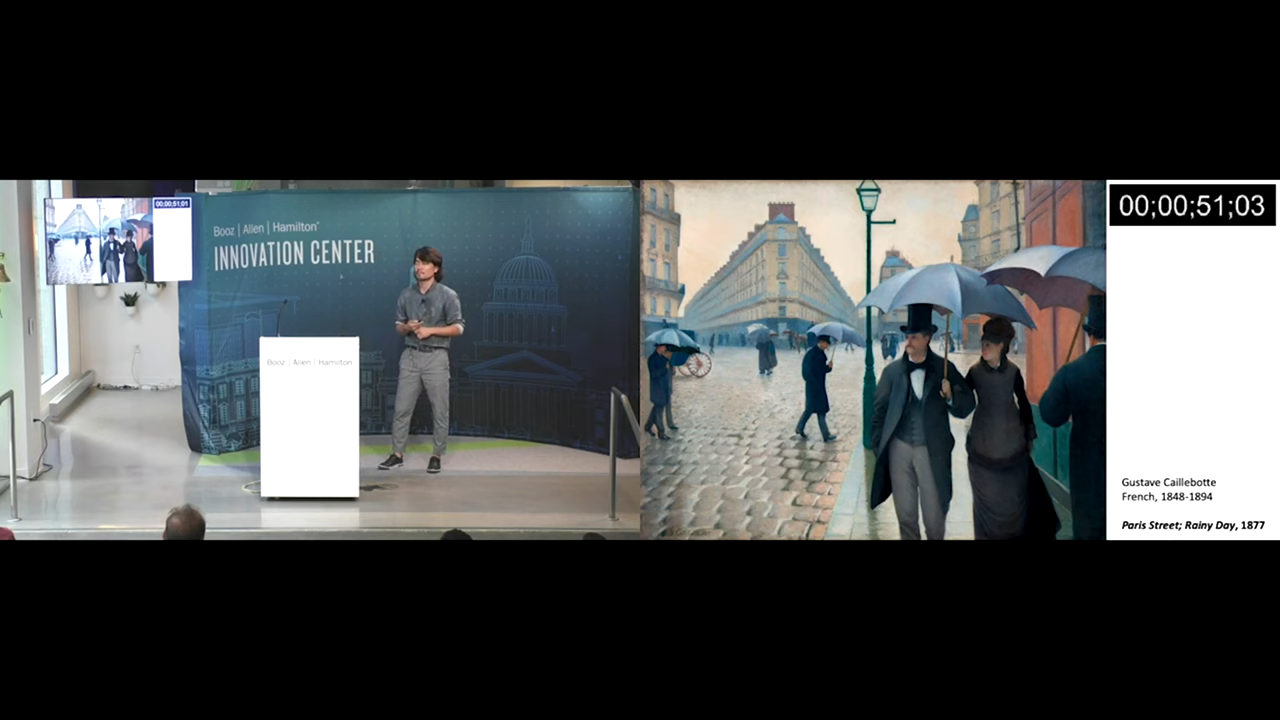 00;00;51;01
Booz | Allen | Hamilton®
INNOVATION CENTER
Booz | Allen | Hamilton
00;00;51;03
Gustave Caillebotte
French, 1848-1894
Paris Street; Rainy Day, 1877